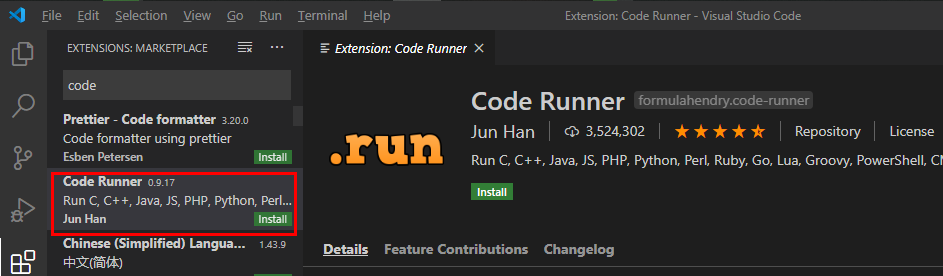 File Edit Selection View Go Run Terminal Help Extension: Code Runner - Visual Studio Code
EXTENSIONS: MARKETPLACE
code
Prettier - Code formatter 3.20.0
Code formatter using prettier
Esben Petersen Install
Code Runner 0.9.17
Run C, C++, Java, JS, PHP, Python, Perl...
Jun Han Install
Chinese (Simplified) Langua... 1.43.9
中文(简体)
Extension: Code Runner
.run
Code Runner formulahendry.code-runner
Jun Han 3,524,302 Repository License
Run C, C++, Java, JS, PHP, Python, Perl, Ruby, Go, Lua, Groovy, PowerShell,
Install
Details Feature Contributions Changelog